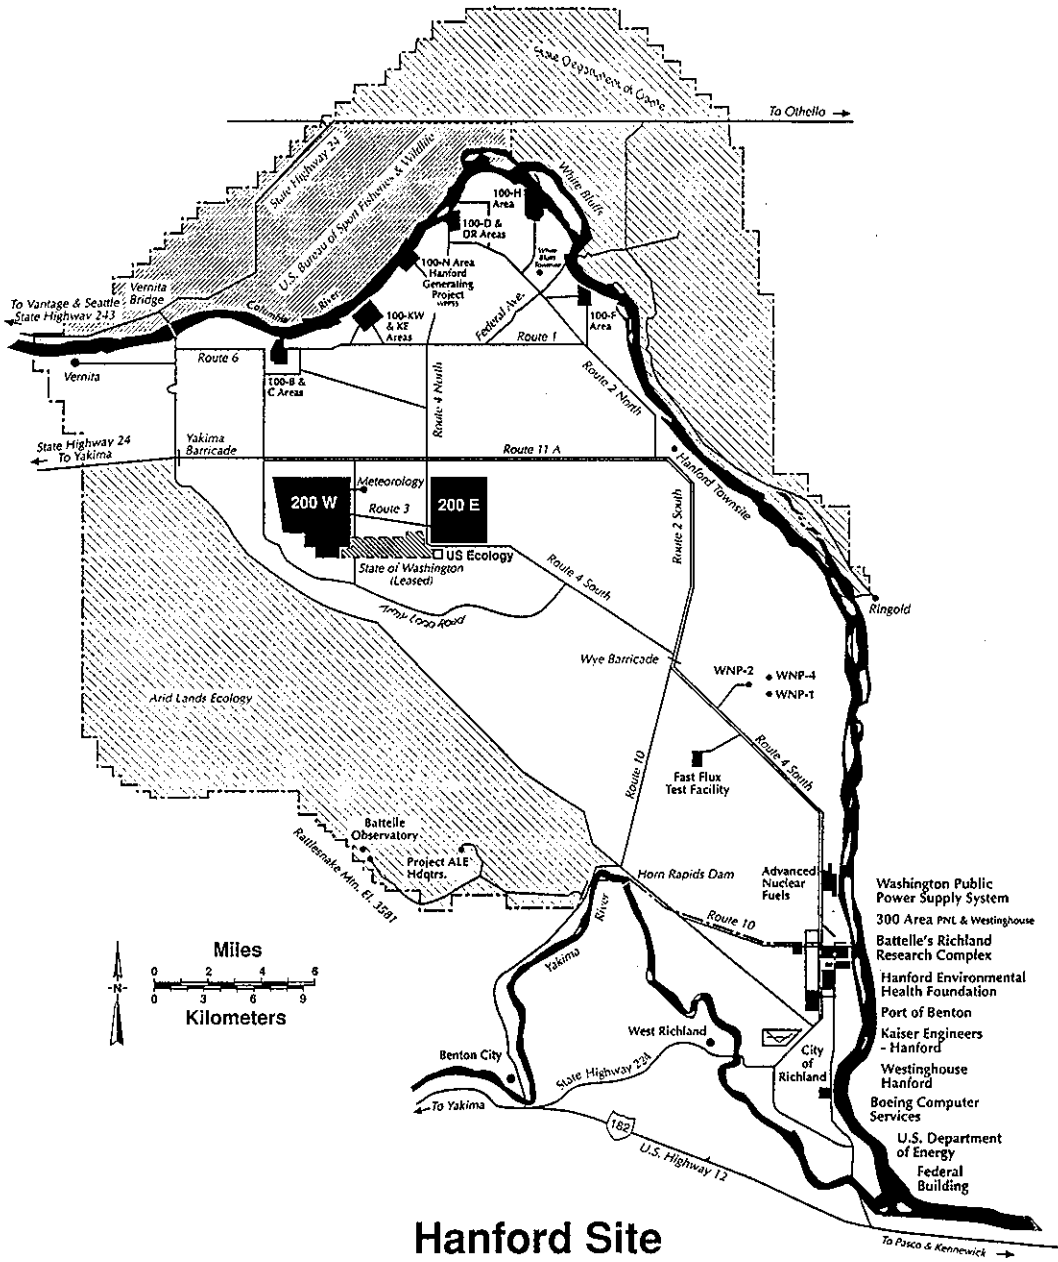 State Department of Game
To Othello
State Highway 24
U.S. Bureau of Sport Fisheries & Wildlife
White Bluffs
100-H
Area
100-D &
DR Areas
White
Bluffs
Townsite
100-N Area
Hanford
Generating
Project
WPPSS
Vernita
Bridge
To Vantage & Seattle
State Highway 243
Columbia
River
100-KW
& KE
Areas
Federal Ave.
100-F
Area
Route 1
Route 6
Vernita
100-B &
C Areas
Route 4 North
Route 2 North
State Highway 24
To Yakima
Yakima
Barricade
Route 11 A
Hanford Townsite
Meteorology
200 W
200 E
Route 3
Route 2 South
US Ecology
State of Washington
(Leased)
Route 4 South
Army Loop Road
Ringold
Wye Barricade
WNP-2
WNP-4
WNP-1
Arid Lands Ecology
Route 10
Route 4 South
Fast Flux
Test Facility
Battelle
Observatory
Rattlesnake Mtn. El. 3581
Project ALE
Hdqtrs.
Horn Rapids Dam
Advanced
Nuclear
Fuels
Washington Public
Power Supply System
River
Route 10
300 Area PNL & Westinghouse
Battelle's Richland
Research Complex
Yakima
Hanford Environmental
Health Foundation
Miles
0 2 4 6
N
0 3 6 9
Kilometers
Port of Benton
West Richland
Kaiser Engineers
- Hanford
Benton City
City
of
Richland
State Highway 224
Westinghouse
Hanford
To Yakima
Boeing Computer
Services
182
U.S. Highway 12
U.S. Department
of Energy
Federal
Building
To Pasco & Kennewick
Hanford Site